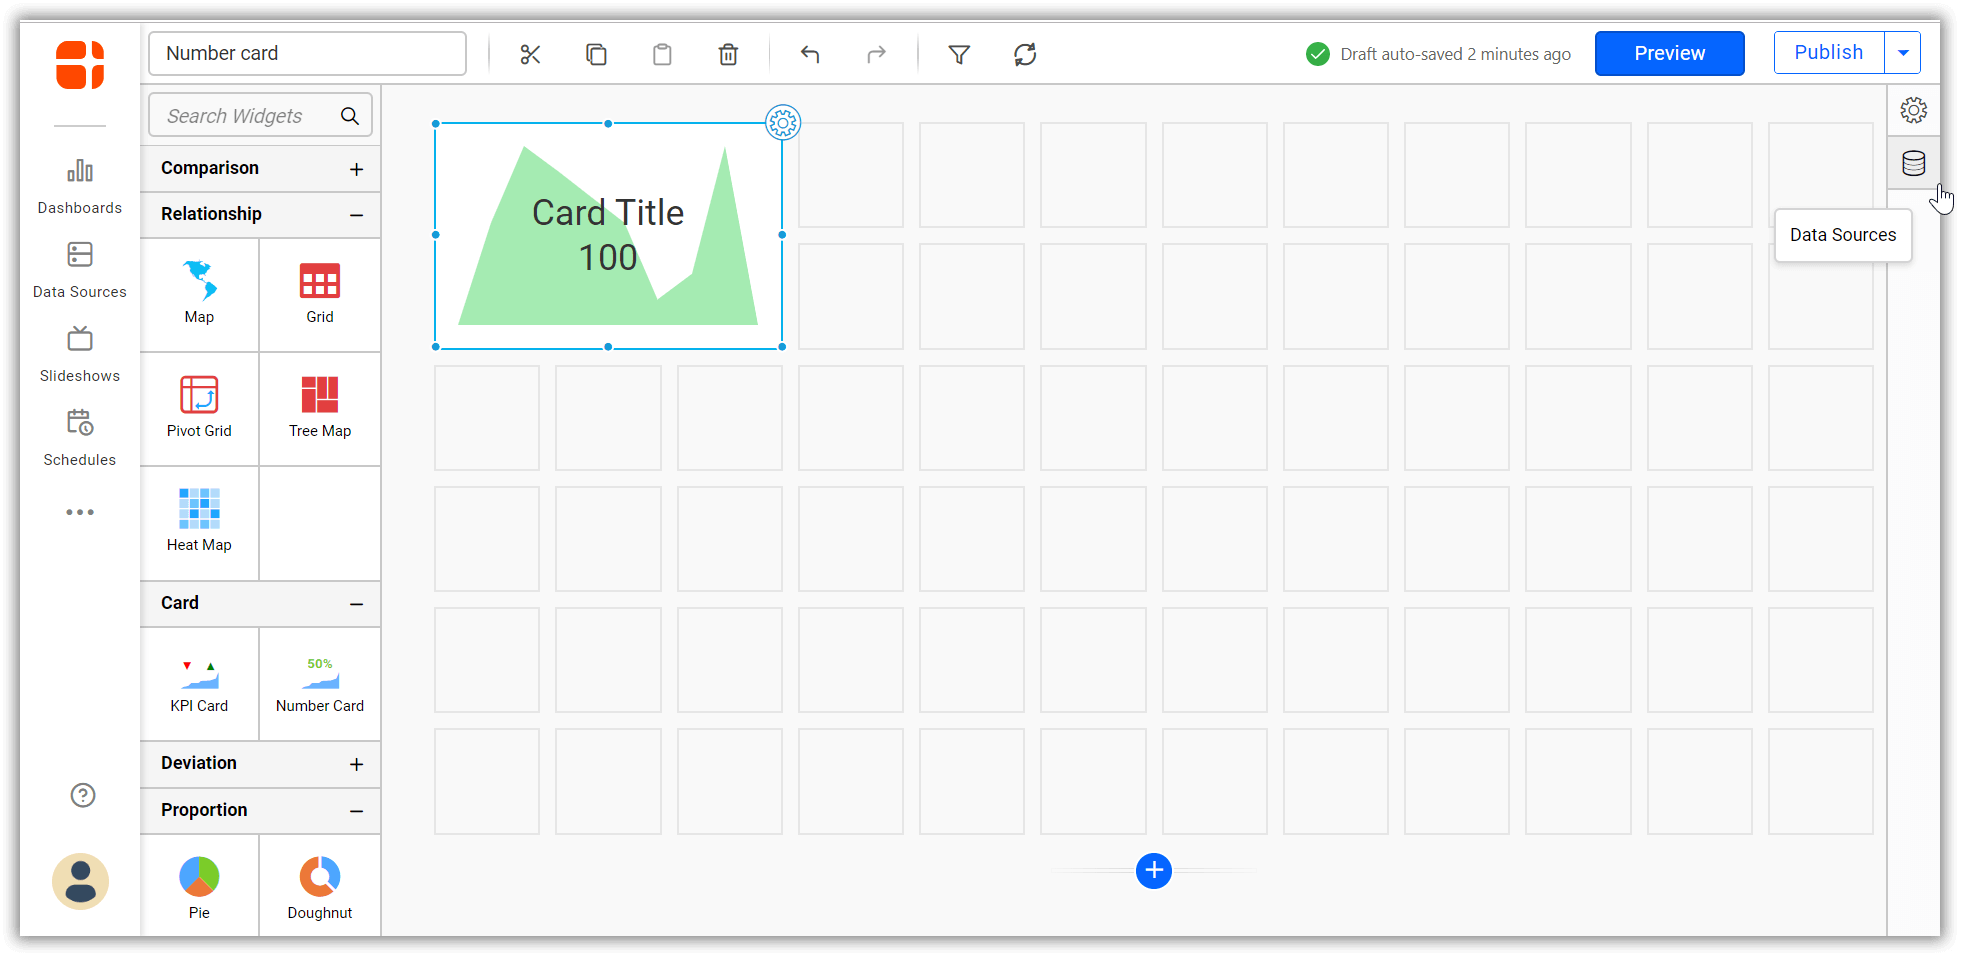 Number card
Draft auto-saved 2 minutes ago
Preview
Publish
Dashboards
Data Sources
Slideshows
Schedules
Search Widgets
Comparison
Relationship
Map
Grid
Pivot Grid
Tree Map
Heat Map
Card
50%
KPI Card
Number Card
Deviation
Proportion
Pie
Doughnut
Card Title
100
Data Sources